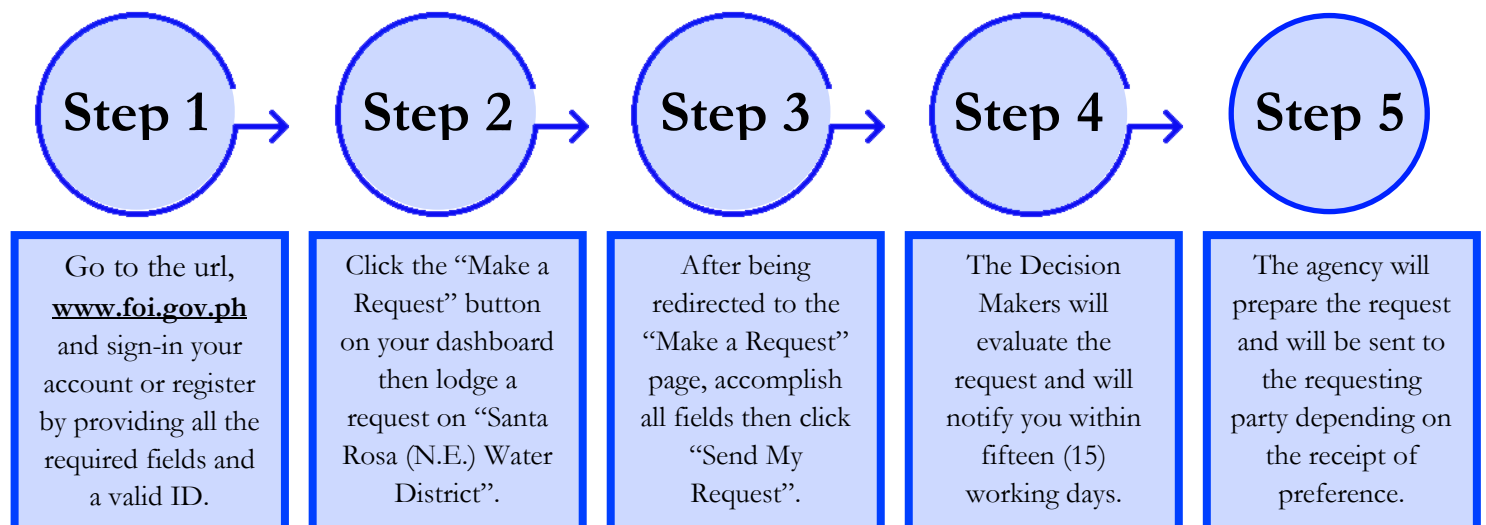 Step 1
Step 2
Step 3
Step 4
Step 5
Go to the url,
www.foi.gov.ph
and sign-in your
account or register
by providing all the
required fields and
a valid ID.
Click the “Make a
Request” button
on your dashboard
then lodge a
request on “Santa
Rosa (N.E.) Water
District”.
After being
redirected to the
“Make a Request”
page, accomplish
all fields then click
“Send My
Request”.
The Decision
Makers will
evaluate the
request and will
notify you within
fifteen (15)
working days.
The agency will
prepare the request
and will be sent to
the requesting
party depending on
the receipt of
preference.